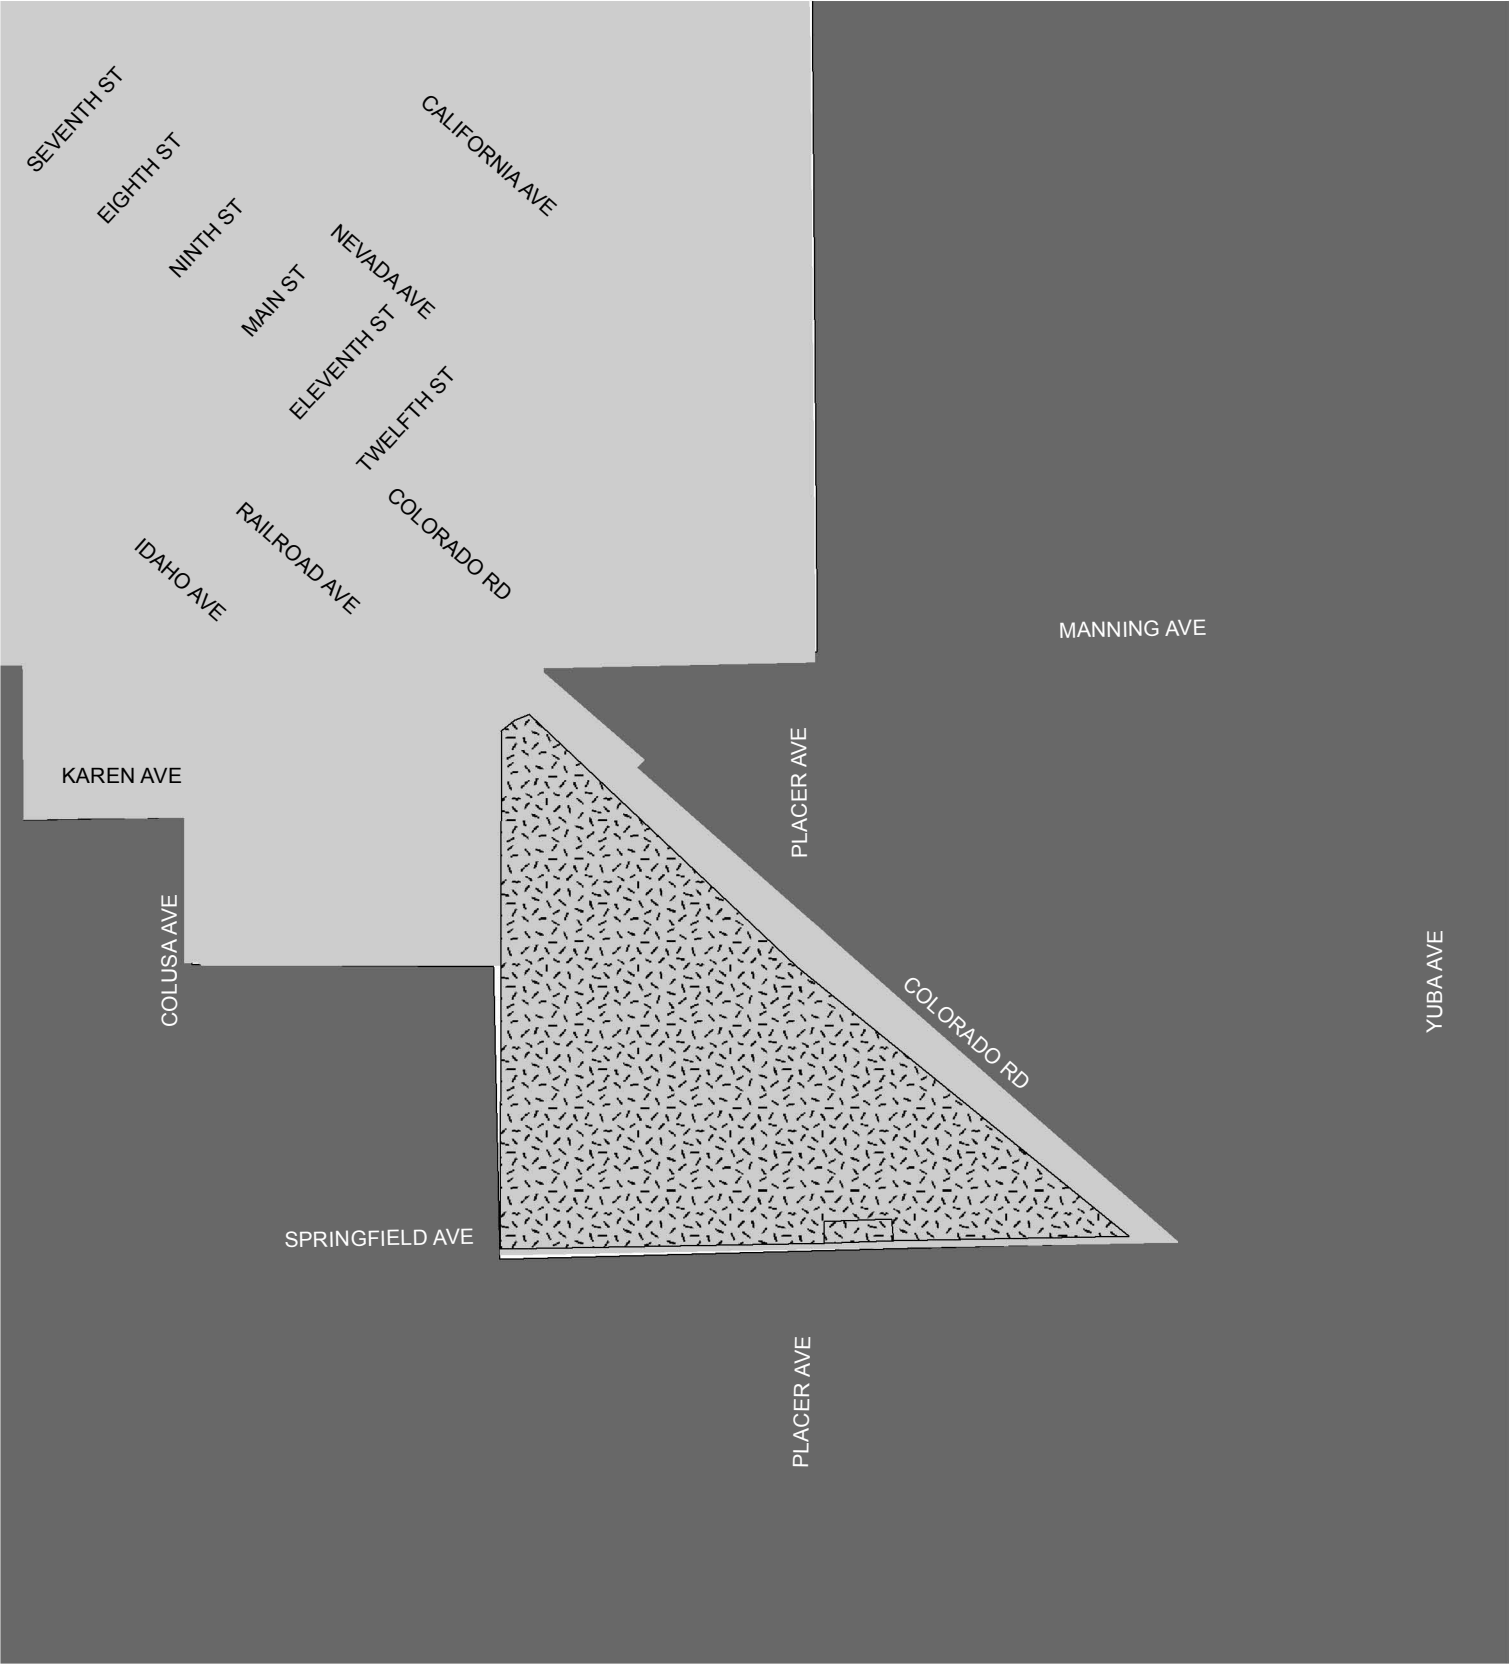 SEVENTH ST
CALIFORNIA AVE
EIGHTH ST
NINTH ST
NEVADA AVE
MAIN ST
ELEVENTH ST
TWELFTH ST
COLORADO RD
RAILROAD AVE
IDAHO AVE
MANNING AVE
KAREN AVE
PLACER AVE
COLUSA AVE
YUBA AVE
COLORADO RD
SPRINGFIELD AVE
PLACER AVE